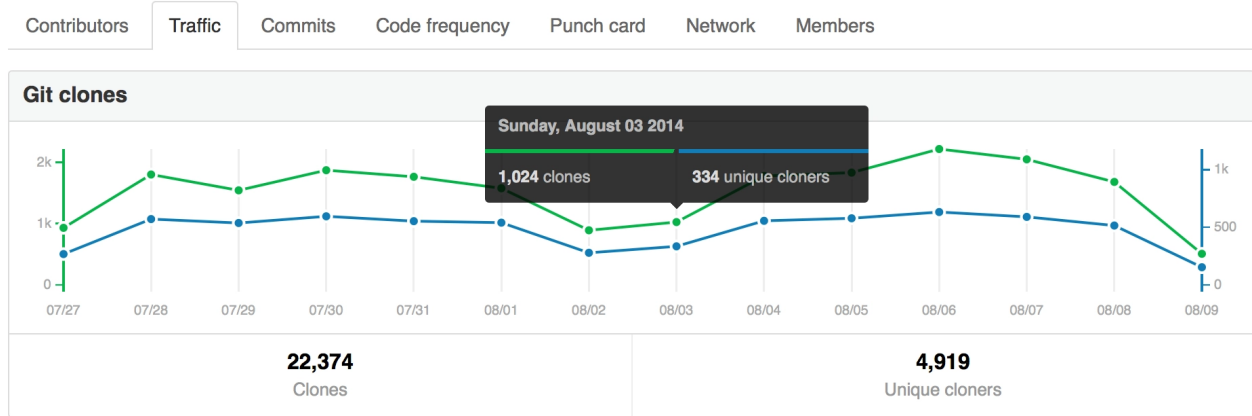 Contributors Traffic Commits Code frequency Punch card Network Members
Git clones
Sunday, August 03 2014
1,024 clones 334 unique cloners
2k 1k
1k 500
0 0
07/27 07/28 07/29 07/30 07/31 08/01 08/02 08/03 08/04 08/05 08/06 08/07 08/08 08/09
22,374 4,919
Clones Unique cloners